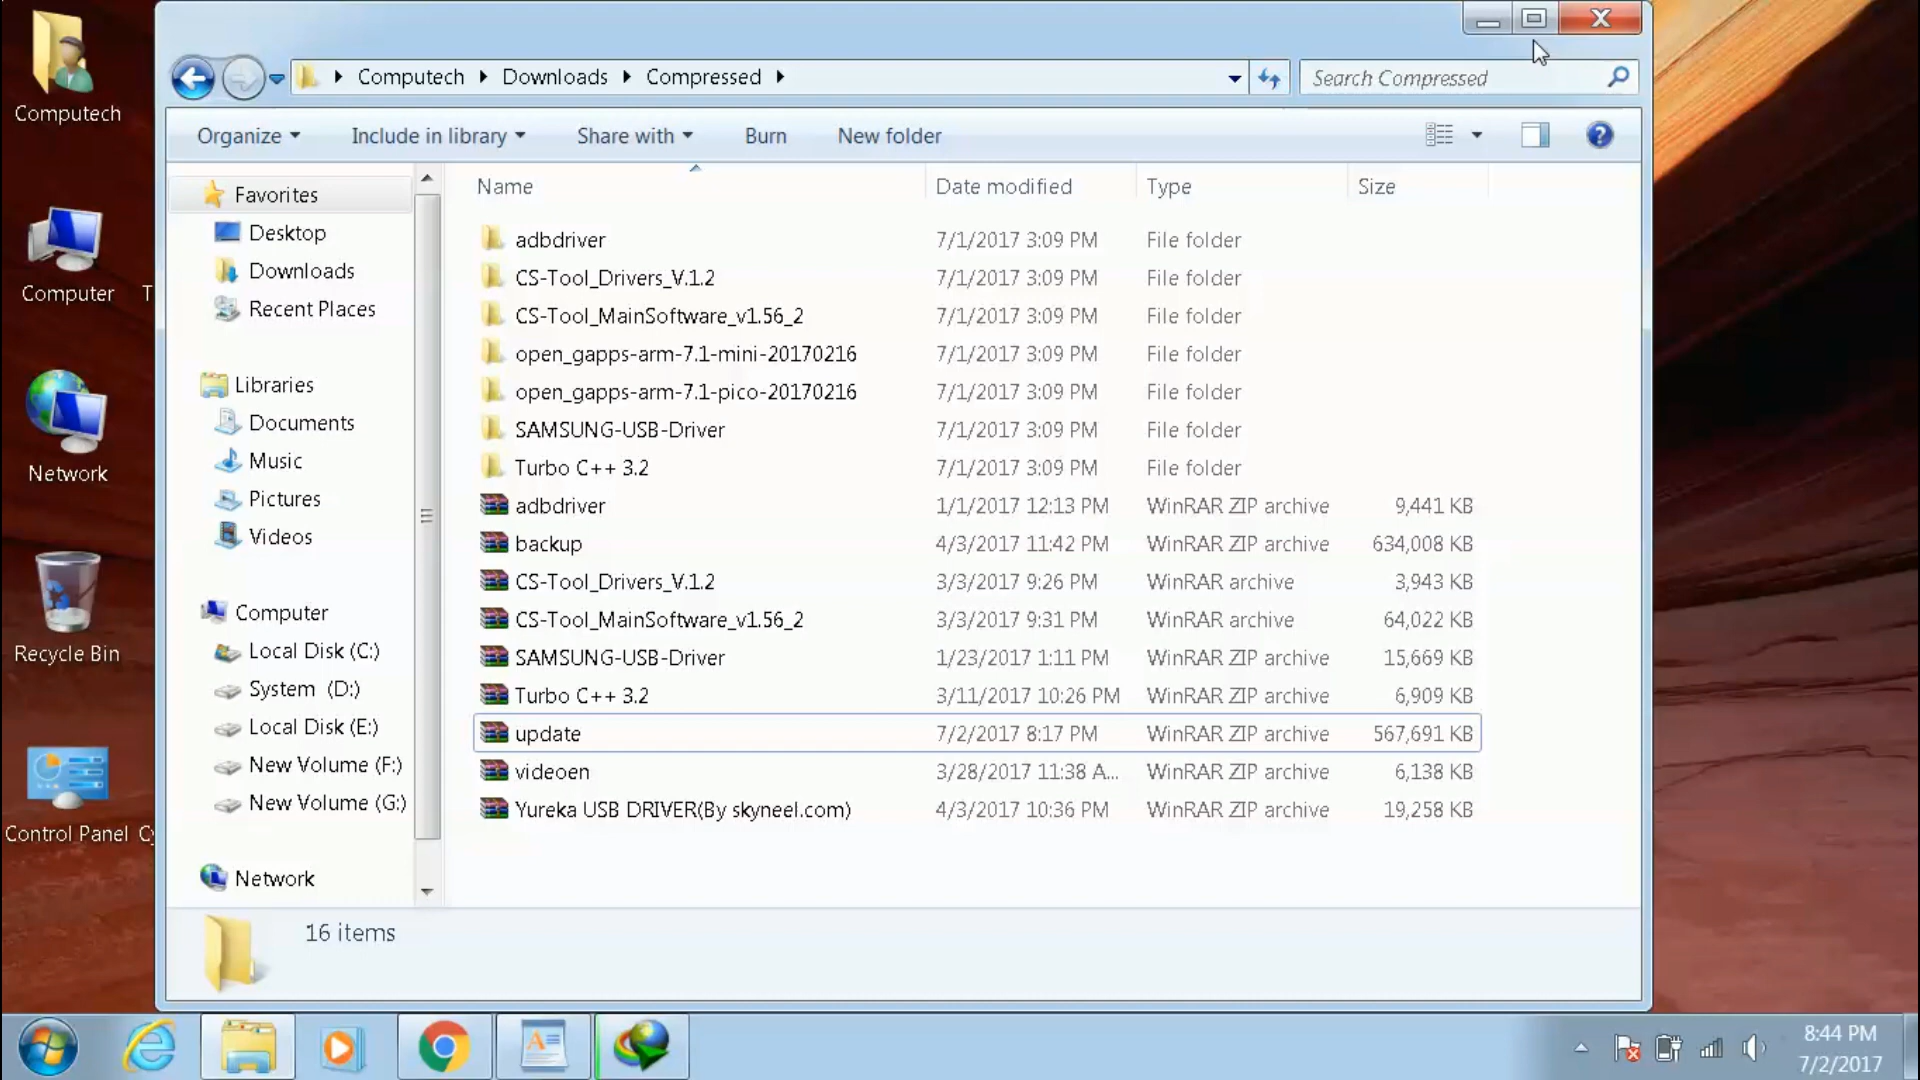 Computech
Computer
T
Network
Recycle Bin
Control Panel
Cy
Computech
Downloads
Compressed
Search Compressed
Organize
Include in library
Share with
Burn
New folder
Favorites
Desktop
Downloads
Recent Places
Libraries
Documents
Music
Pictures
Videos
Computer
Local Disk (C:)
System (D:)
Local Disk (E:)
New Volume (F:)
New Volume (G:)
Network
Name Date modified Type Size
adbdriver 7/1/2017 3:09 PM File folder
CS-Tool_Drivers_V.1.2 7/1/2017 3:09 PM File folder
CS-Tool_MainSoftware_v1.56_2 7/1/2017 3:09 PM File folder
open_gapps-arm-7.1-mini-20170216 7/1/2017 3:09 PM File folder
open_gapps-arm-7.1-pico-20170216 7/1/2017 3:09 PM File folder
SAMSUNG-USB-Driver 7/1/2017 3:09 PM File folder
Turbo C++ 3.2 7/1/2017 3:09 PM File folder
adbdriver 1/1/2017 12:13 PM WinRAR ZIP archive 9,441 KB
backup 4/3/2017 11:42 PM WinRAR ZIP archive 634,008 KB
CS-Tool_Drivers_V.1.2 3/3/2017 9:26 PM WinRAR archive 3,943 KB
CS-Tool_MainSoftware_v1.56_2 3/3/2017 9:31 PM WinRAR archive 64,022 KB
SAMSUNG-USB-Driver 1/23/2017 1:11 PM WinRAR ZIP archive 15,669 KB
Turbo C++ 3.2 3/11/2017 10:26 PM WinRAR ZIP archive 6,909 KB
update 7/2/2017 8:17 PM WinRAR ZIP archive 567,691 KB
videoen 3/28/2017 11:38 A... WinRAR ZIP archive 6,138 KB
Yureka USB DRIVER(By skyneel.com) 4/3/2017 10:36 PM WinRAR ZIP archive 19,258 KB
16 items
8:44 PM
7/2/2017